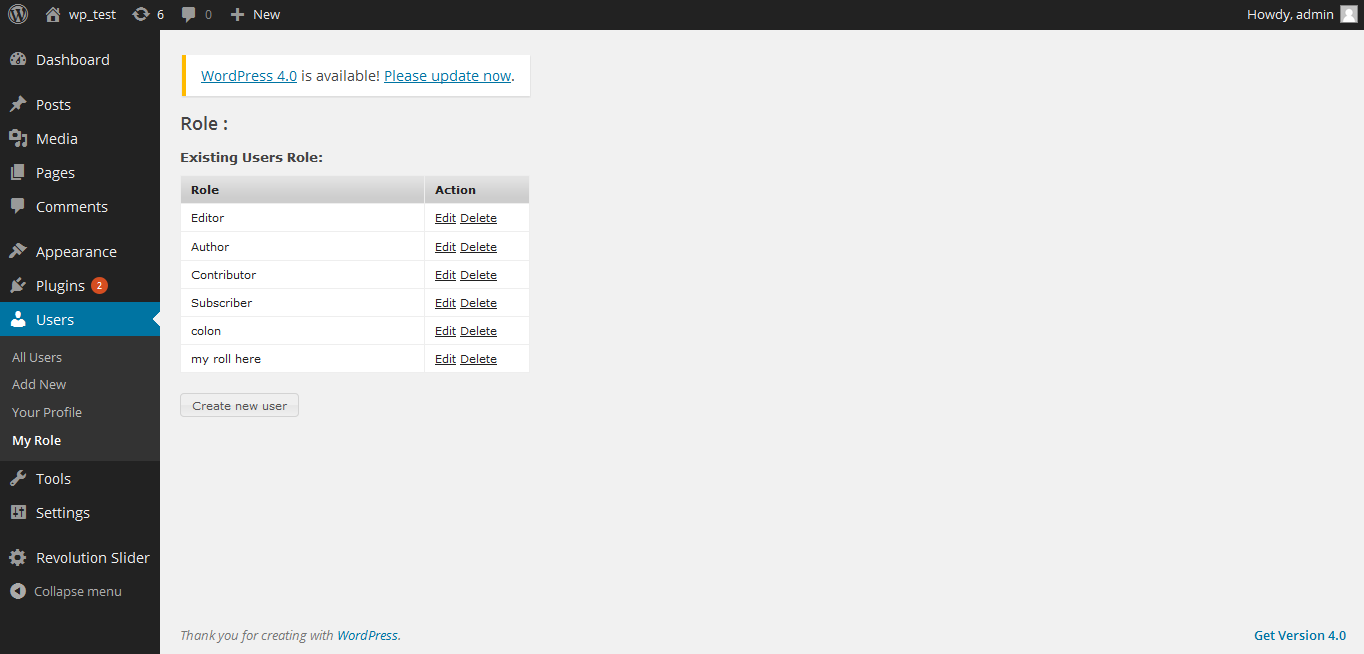 wp_test 6 0 New Howdy, admin
Dashboard
Posts
Media
Pages
Comments
Appearance
Plugins 2
Users
All Users
Add New
Your Profile
My Role
Tools
Settings
Revolution Slider
Collapse menu
WordPress 4.0 is available! Please update now.
Role :
Existing Users Role:
Role Action
Editor Edit Delete
Author Edit Delete
Contributor Edit Delete
Subscriber Edit Delete
colon Edit Delete
my roll here Edit Delete
Create new user
Thank you for creating with WordPress. Get Version 4.0